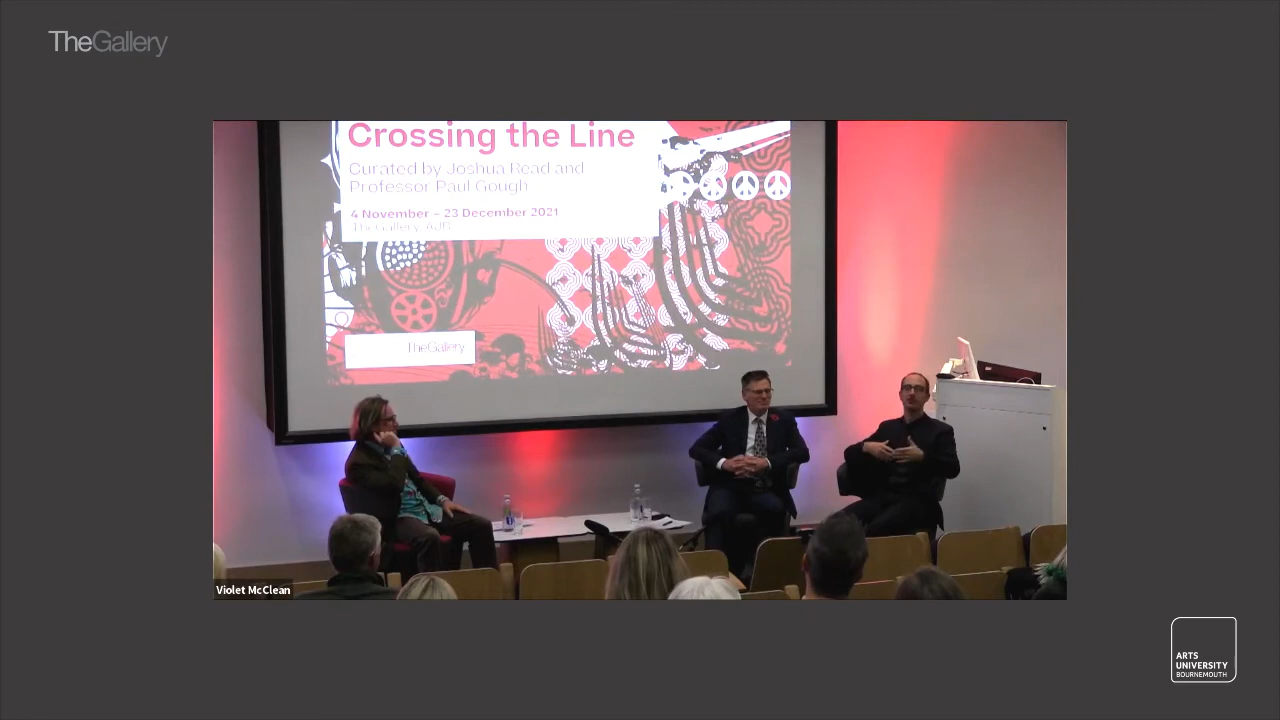 TheGallery
Crossing the Line
Curated by Joshua Read and
Professor Paul Gough
4 November – 23 December 2021
TheGallery, AUB
TheGallery
Violet McClean
ARTS
UNIVERSITY
BOURNEMOUTH